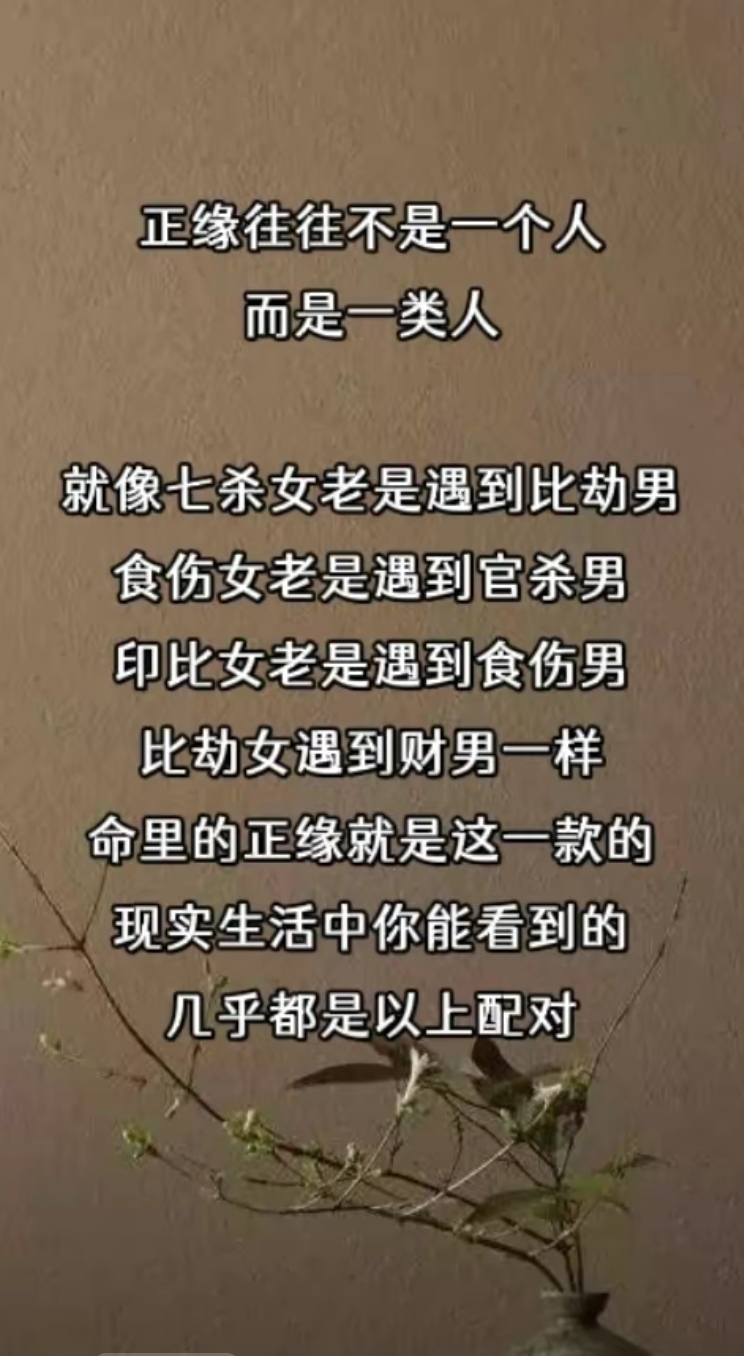 正缘往往不是一个人
而是一类人
就像七杀女老是遇到比劫男
食伤女老是遇到官杀男
印比女老是遇到食伤男
比劫女遇到财男一样
命里的正缘就是这一款的
现实生活中你能看到的
几乎都是以上配对